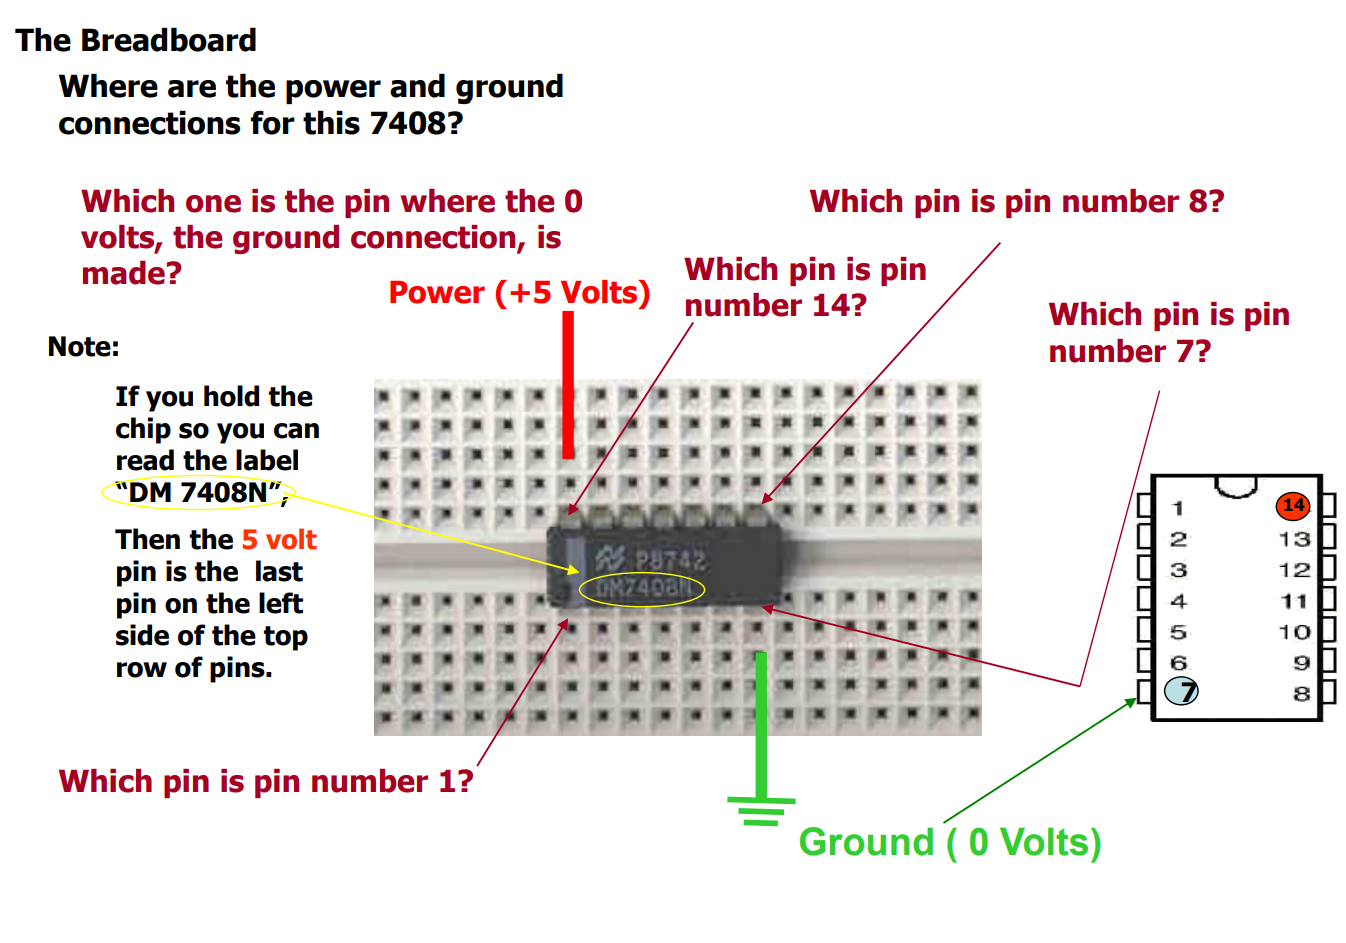 The Breadboard
Where are the power and ground
connections for this 7408?
Which one is the pin where the 0
volts, the ground connection, is
made?
Which pin is pin number 8?
Which pin is pin
number 14?
Power (+5 Volts)
Which pin is pin
number 7?
Note:
If you hold the
chip so you can
read the label
“DM 7408N”,
Then the 5 volt
pin is the last
pin on the left
side of the top
row of pins.
P8742
DM7408N
1 14
2 13
3 12
4 11
5 10
6 9
7 8
Which pin is pin number 1?
Ground ( 0 Volts)